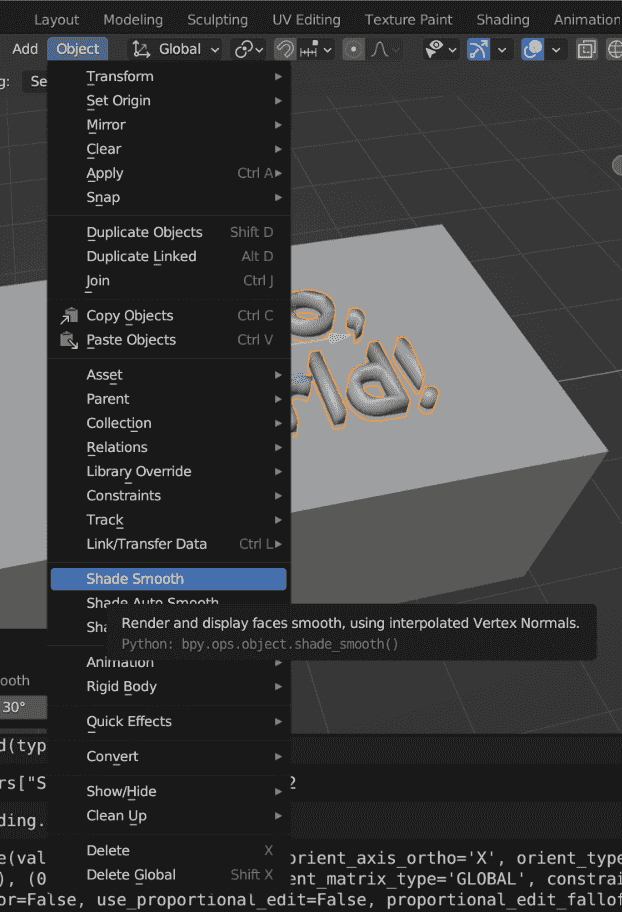 Layout Modeling Sculpting UV Editing Texture Paint Shading Animation
Add Object Global
g: Se
Transform
Set Origin
Mirror
Clear
Apply Ctrl A
Snap
Duplicate Objects Shift D
Duplicate Linked Alt D
Join Ctrl J
Copy Objects Ctrl C
Paste Objects Ctrl V
Asset
Parent
Collection
Relations
Library Override
Constraints
Track
Link/Transfer Data Ctrl L
Shade Smooth
Shade Auto Smooth
Sha
Render and display faces smooth, using interpolated Vertex Normals.
Python: bpy.ops.object.shade_smooth()
Animation
ooth
Rigid Body
30°
Quick Effects
d(typ
Convert
rs["S 2
Show/Hide
Clean Up
ding.
Delete X
e(val orient_axis_ortho='X', orient_type
Delete Global Shift X
), (0 ent_matrix_type='GLOBAL', constrai
or=False, use_proportional_edit=False, proportional_edit_fallof
o,
rld!